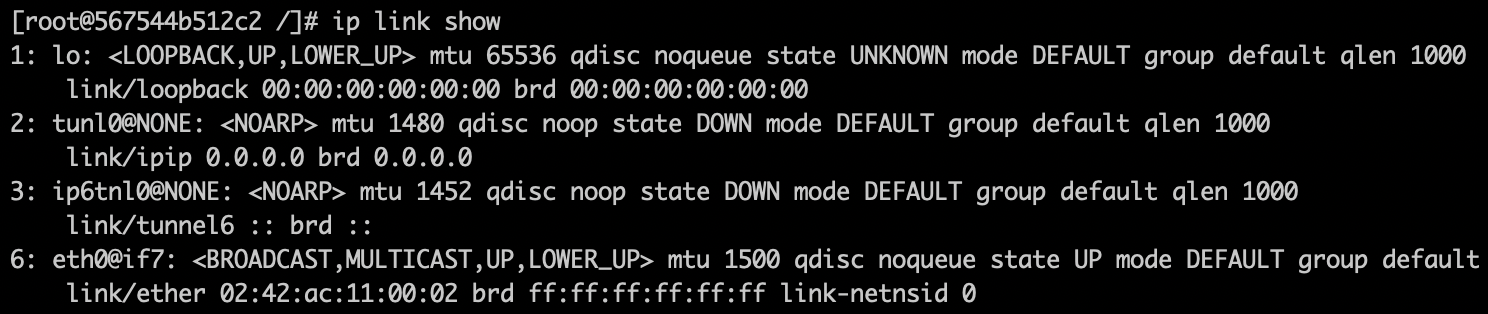 [root@567544b512c2 /]# ip link show
1: lo: <LOOPBACK,UP,LOWER_UP> mtu 65536 qdisc noqueue state UNKNOWN mode DEFAULT group default qlen 1000
    link/loopback 00:00:00:00:00:00 brd 00:00:00:00:00:00
2: tunl0@NONE: <NOARP> mtu 1480 qdisc noop state DOWN mode DEFAULT group default qlen 1000
    link/ipip 0.0.0.0 brd 0.0.0.0
3: ip6tnl0@NONE: <NOARP> mtu 1452 qdisc noop state DOWN mode DEFAULT group default qlen 1000
    link/tunnel6 :: brd ::
6: eth0@if7: <BROADCAST,MULTICAST,UP,LOWER_UP> mtu 1500 qdisc noqueue state UP mode DEFAULT group default
    link/ether 02:42:ac:11:00:02 brd ff:ff:ff:ff:ff:ff link-netnsid 0